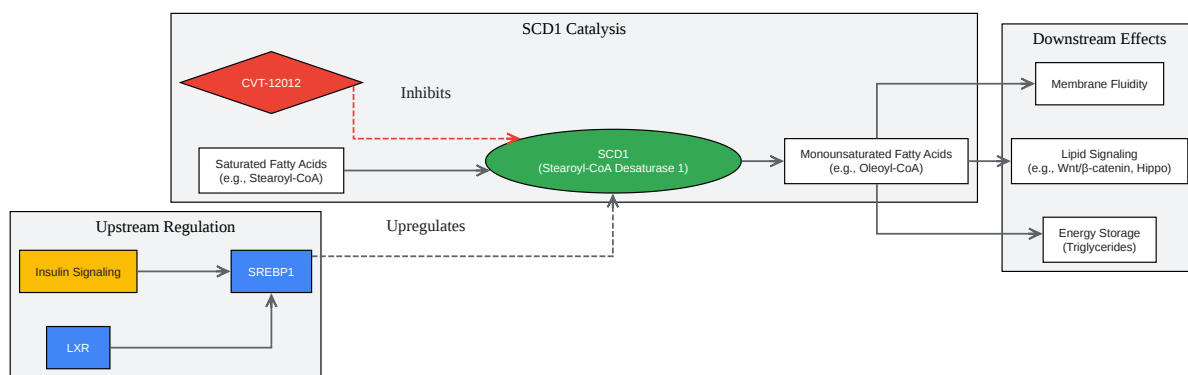 SCD1 Catalysis
CVT-12012
Inhibits
Saturated Fatty Acids
(e.g., Stearoyl-CoA)
SCD1
(Stearoyl-CoA Desaturase 1)
Monounsaturated Fatty Acids
(e.g., Oleoyl-CoA)
Downstream Effects
Membrane Fluidity
Lipid Signaling
(e.g., Wnt/β-catenin, Hippo)
Energy Storage
(Triglycerides)
Upstream Regulation
Insulin Signaling
SREBP1
LXR
Upregulates